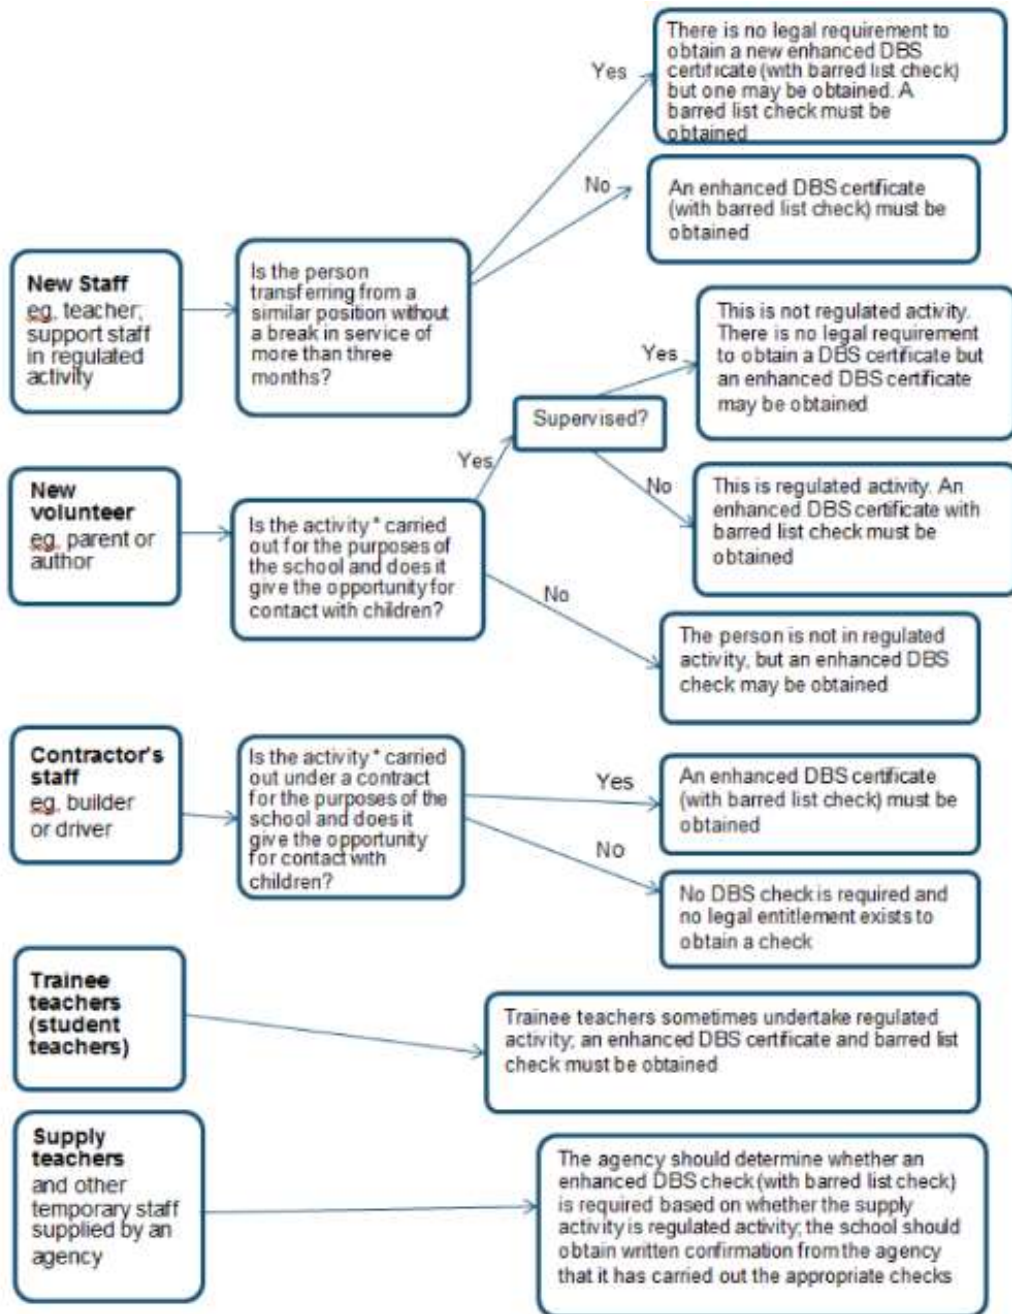 There is no legal requirement to
obtain a new enhanced DBS
certificate (with barred list check)
but one may be obtained. A
barred list check must be
obtained
Yes
No
An enhanced DBS certificate
(with barred list check) must be
obtained
New Staff
eg. teacher;
support staff
in regulated
activity
Is the person
transferring from a
similar position without
a break in service of
more than three
months?
This is not regulated activity.
There is no legal requirement
to obtain a DBS certificate but
an enhanced DBS certificate
may be obtained
Yes
Supervised?
Yes
No
This is regulated activity. An
enhanced DBS certificate with
barred list check must be
obtained
New
volunteer
eg. parent or
author
Is the activity * carried
out for the purposes of
the school and does it
give the opportunity for
contact with children?
No
The person is not in regulated
activity, but an enhanced DBS
check may be obtained
Contractor's
staff
eg. builder
or driver
Is the activity * carried
out under a contract
for the purposes of the
school and does it
give the opportunity
for contact with
children?
Yes
An enhanced DBS certificate
(with barred list check) must be
obtained
No
No DBS check is required and
no legal entitlement exists to
obtain a check
Trainee
teachers
(student
teachers)
Trainee teachers sometimes undertake regulated
activity; an enhanced DBS certificate and barred list
check must be obtained
Supply
teachers
and other
temporary staff
supplied by an
agency
The agency should determine whether an
enhanced DBS check (with barred list check)
is required based on whether the supply
activity is regulated activity; the school should
obtain written confirmation from the agency
that it has carried out the appropriate checks